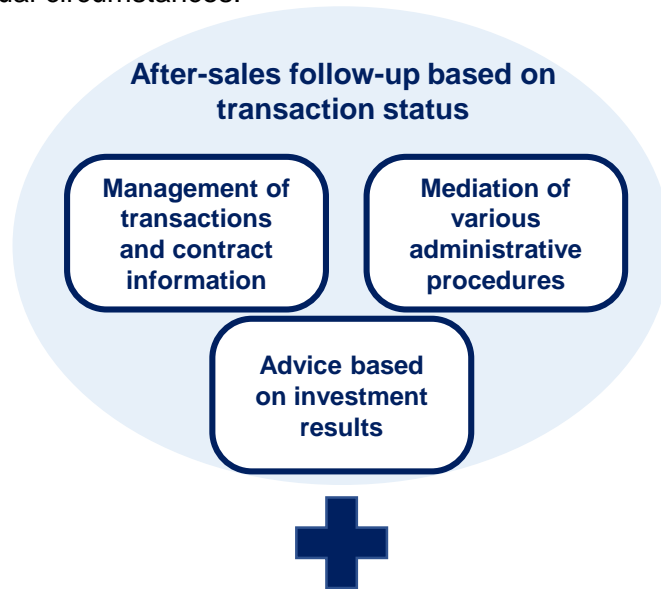 circumstances.
After-sales follow-up based on
transaction status
Management of
transactions
and contract
information
Mediation of
various
administrative
procedures
Advice based
on investment
results